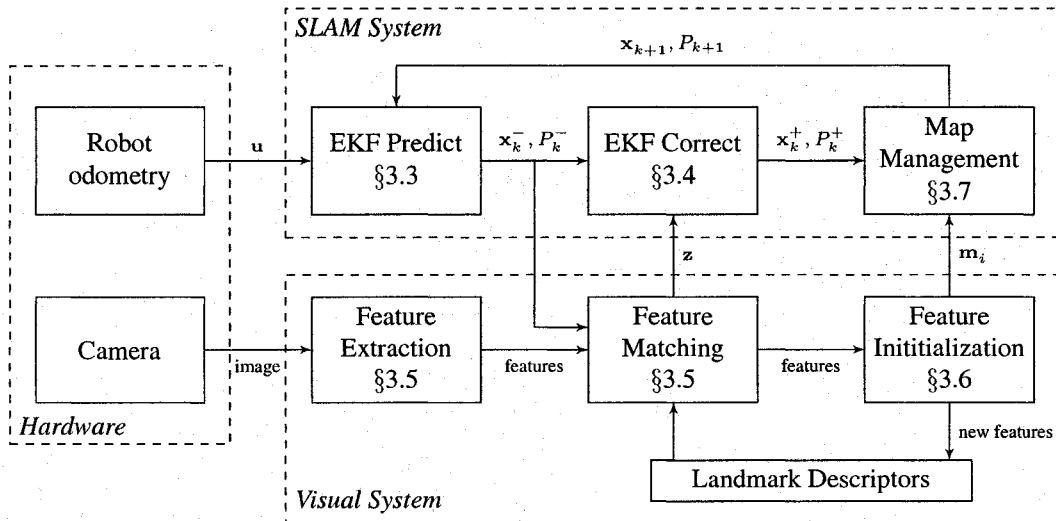 SLAM System
x_{k+1}, P_{k+1}
Robot
odometry
u
EKF Predict
§3.3
x_k^-, P_k^-
EKF Correct
§3.4
x_k^+, P_k^+
Map
Management
§3.7
z
m_i
Camera
image
Feature
Extraction
§3.5
features
Feature
Matching
§3.5
features
Feature
Inititialization
§3.6
Hardware
new features
Landmark Descriptors
Visual System